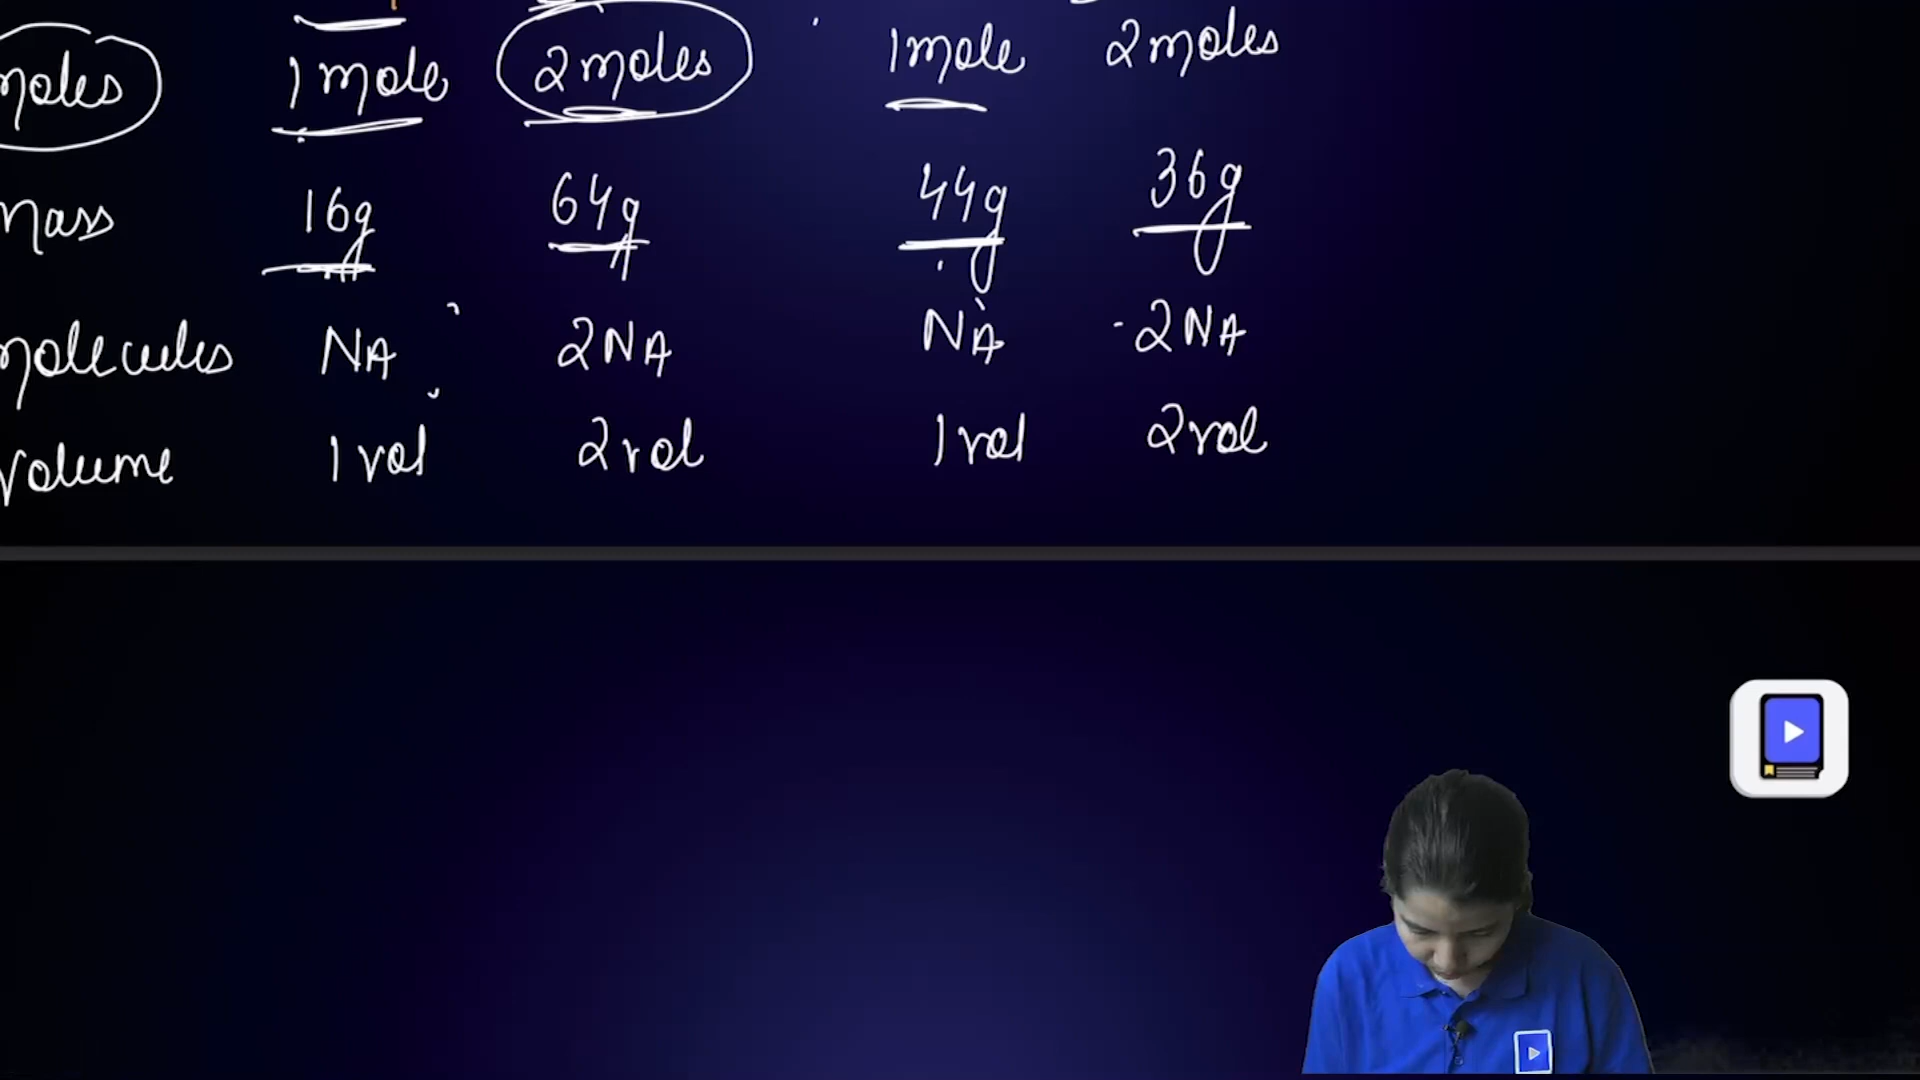 moles 1 mole 2 moles 1 mole 2 moles
mass 16g 64g 44g 36g
molecules NA 2NA NA 2NA
volume 1 vol 2 vol 1 vol 2 vol